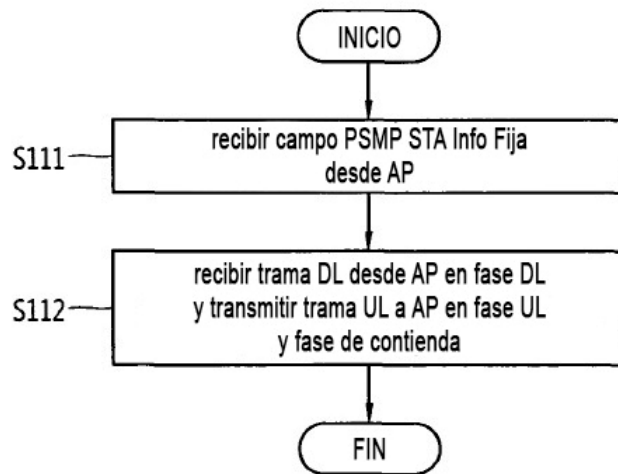 INICIO
S111
recibir campo PSMP STA Info Fija
desde AP
S112
recibir trama DL desde AP en fase DL
y transmitir trama UL a AP en fase UL
y fase de contienda
FIN